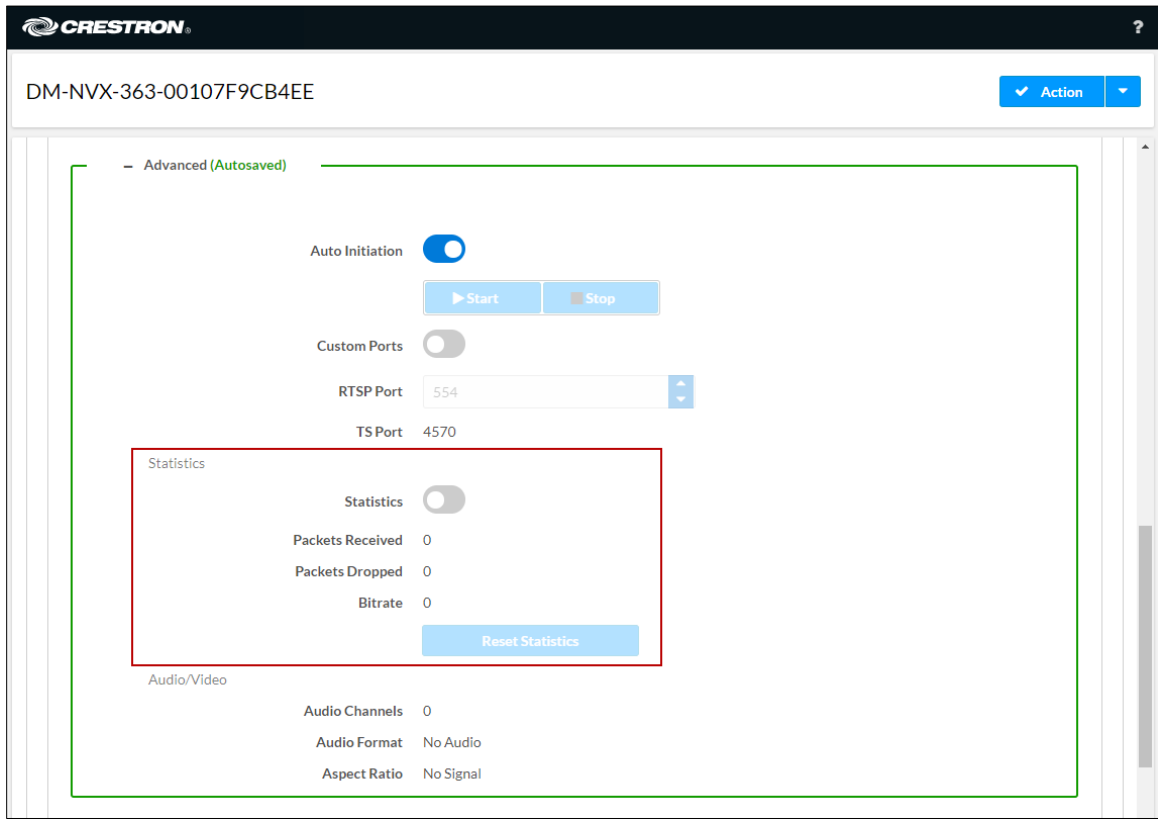 CRESTRON®
?
DM-NVX-363-00107F9CB4EE
Action
– Advanced (Autosaved)
Auto Initiation
Start Stop
Custom Ports
RTSP Port 554
TS Port 4570
Statistics
Statistics
Packets Received 0
Packets Dropped 0
Bitrate 0
Reset Statistics
Audio/Video
Audio Channels 0
Audio Format No Audio
Aspect Ratio No Signal